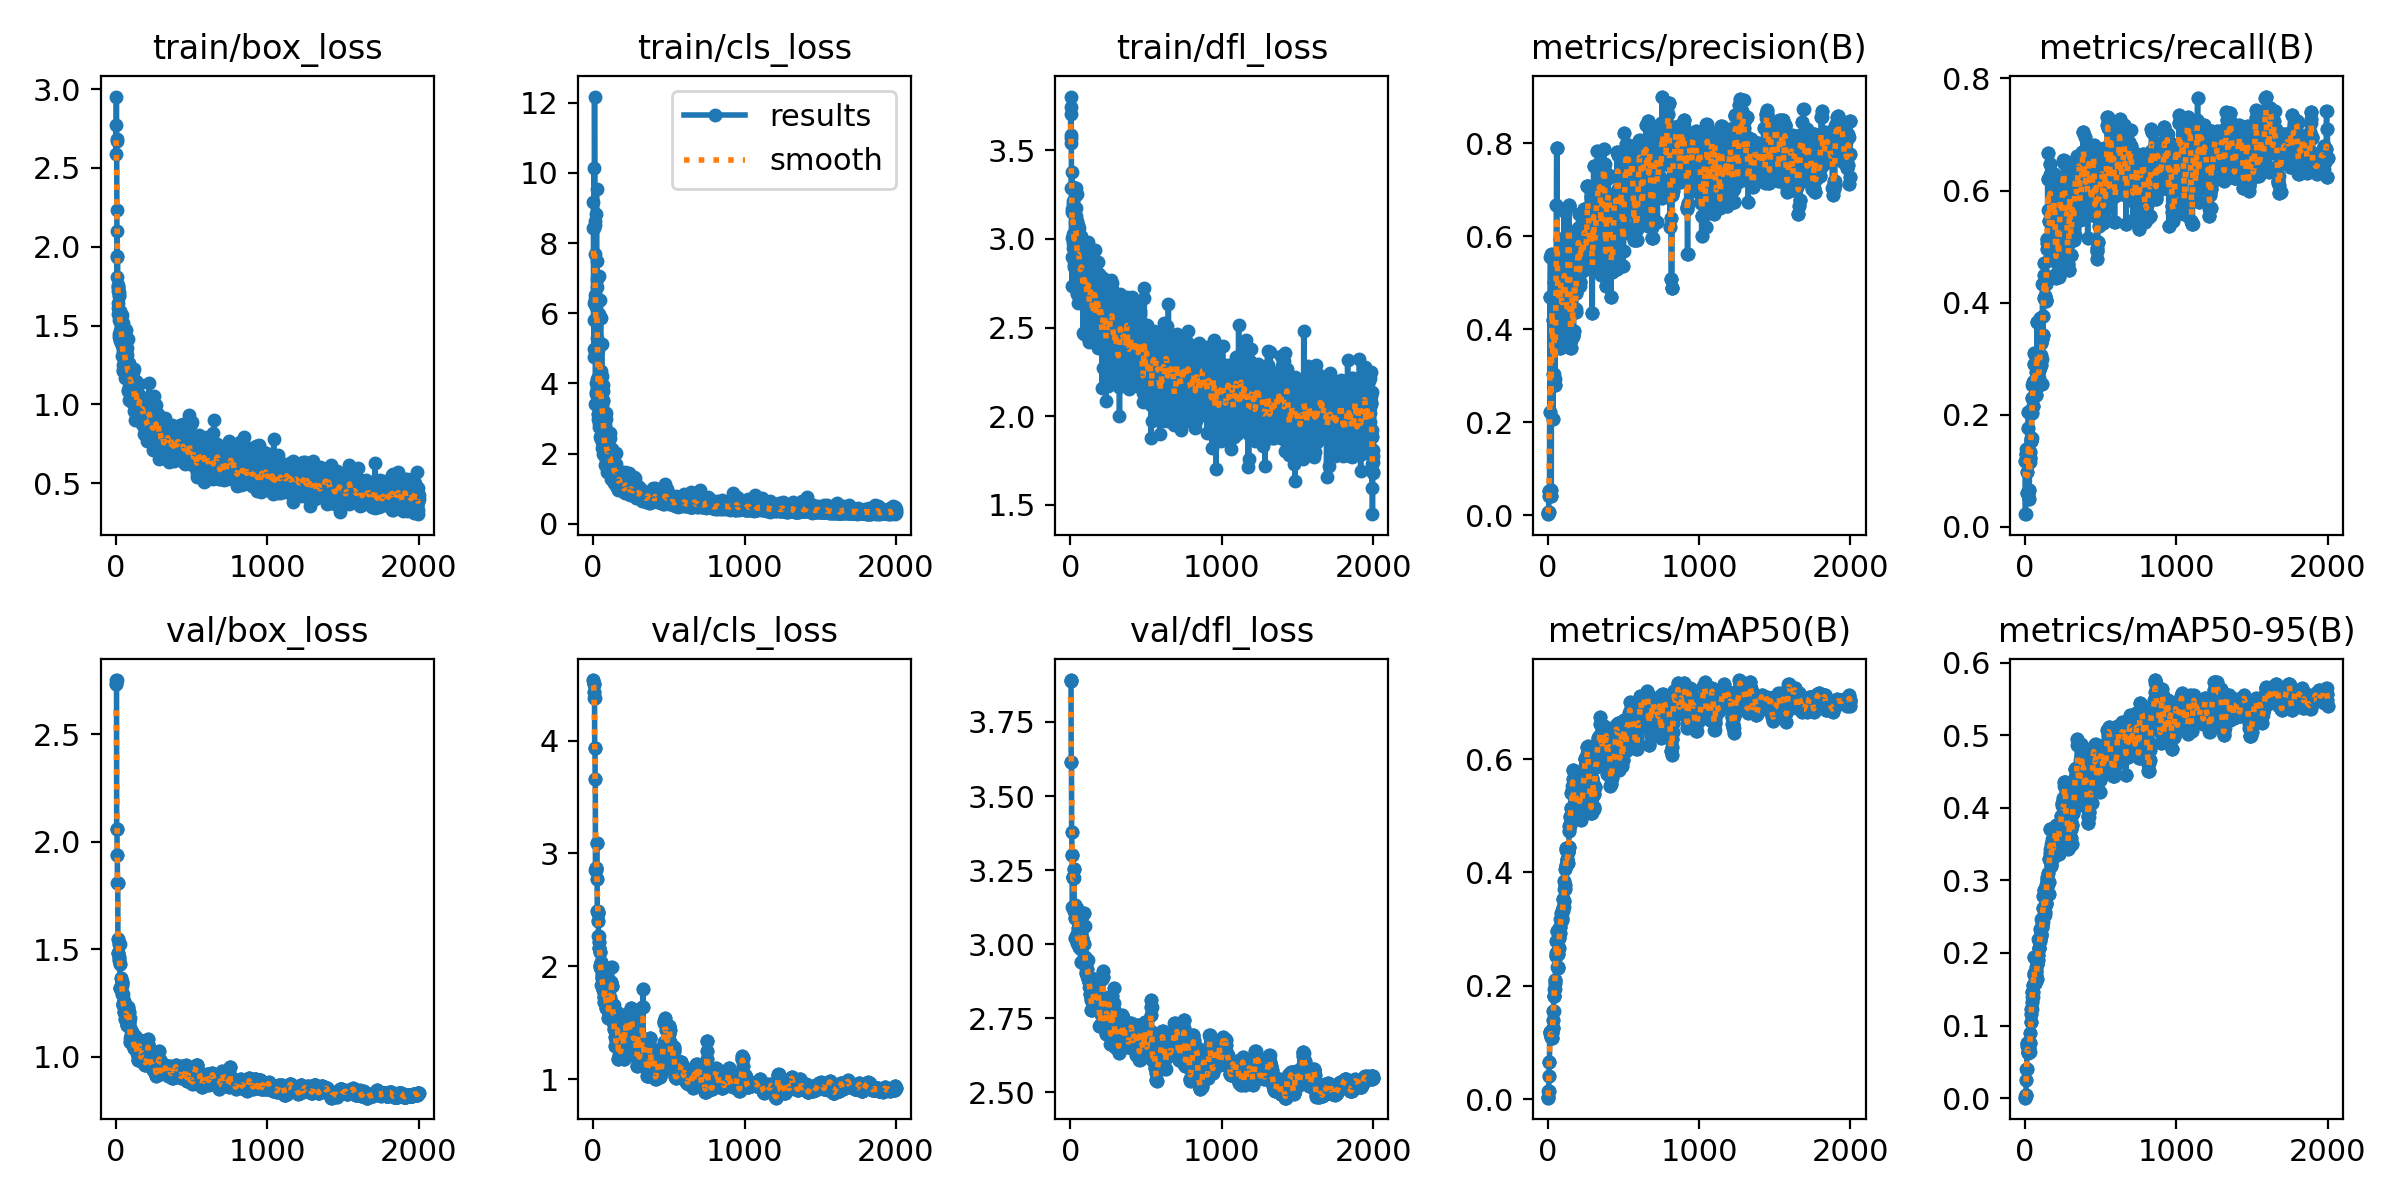 train/box_loss
3.0
2.5
2.0
1.5
1.0
0.5
0 1000 2000
train/cls_loss
results
smooth
12
10
8
6
4
2
0
0 1000 2000
train/dfl_loss
3.5
3.0
2.5
2.0
1.5
0 1000 2000
metrics/precision(B)
0.8
0.6
0.4
0.2
0.0
0 1000 2000
metrics/recall(B)
0.8
0.6
0.4
0.2
0.0
0 1000 2000
val/box_loss
2.5
2.0
1.5
1.0
0 1000 2000
val/cls_loss
4
3
2
1
0 1000 2000
val/dfl_loss
3.75
3.50
3.25
3.00
2.75
2.50
0 1000 2000
metrics/mAP50(B)
0.6
0.4
0.2
0.0
0 1000 2000
metrics/mAP50-95(B)
0.6
0.5
0.4
0.3
0.2
0.1
0.0
0 1000 2000